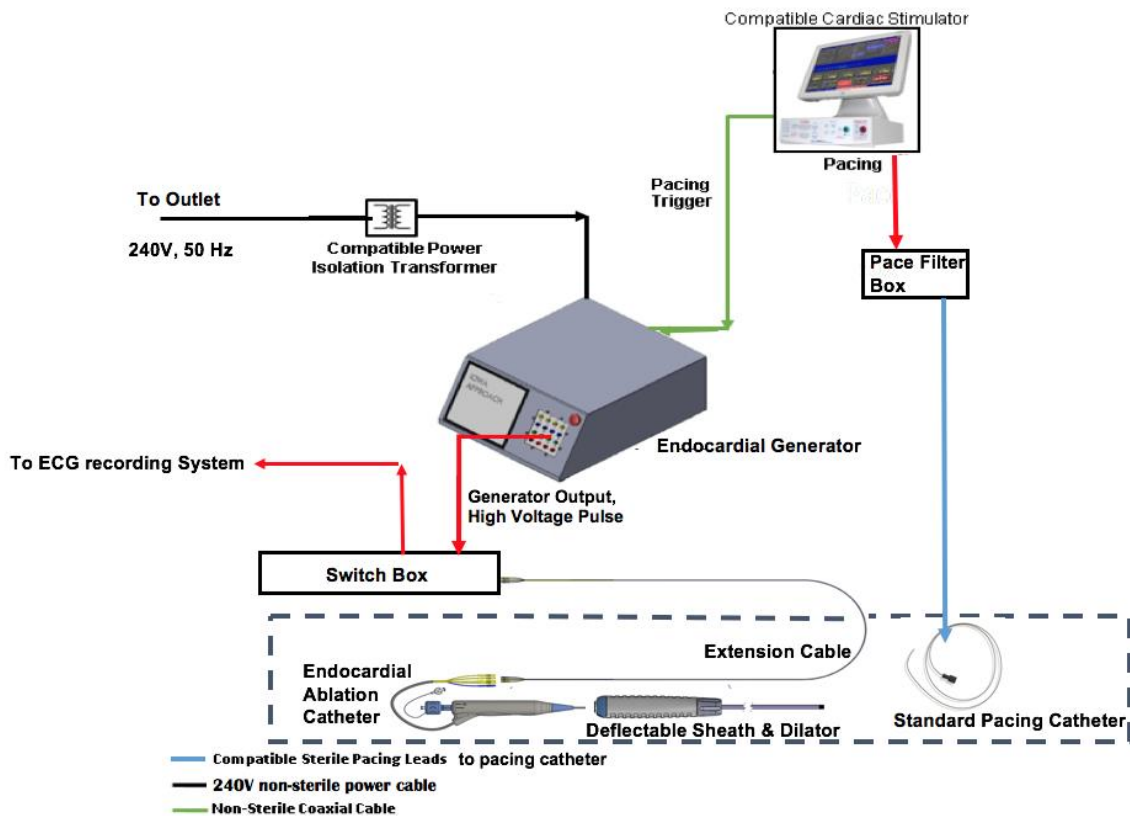 Compatible Cardiac Stimulator
Pacing
Pacing
Trigger
To Outlet
240V, 50 Hz
Compatible Power
Isolation Transformer
Pace Filter
Box
IOWA
APPROACH
Endocardial Generator
To ECG recording System
Generator Output,
High Voltage Pulse
Switch Box
Extension Cable
Endocardial
Ablation
Catheter
Deflectable Sheath & Dilator
Standard Pacing Catheter
Compatible Sterile Pacing Leads to pacing catheter
240V non-sterile power cable
Non-Sterile Coaxial Cable